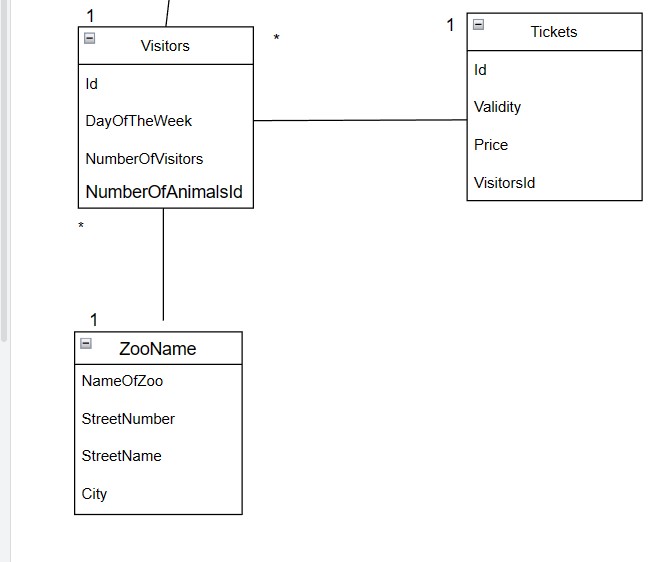 1
Visitors
Id
DayOfTheWeek
NumberOfVisitors
NumberOfAnimalsId
*
*
1
Tickets
Id
Validity
Price
VisitorsId
1
ZooName
NameOfZoo
StreetNumber
StreetName
City